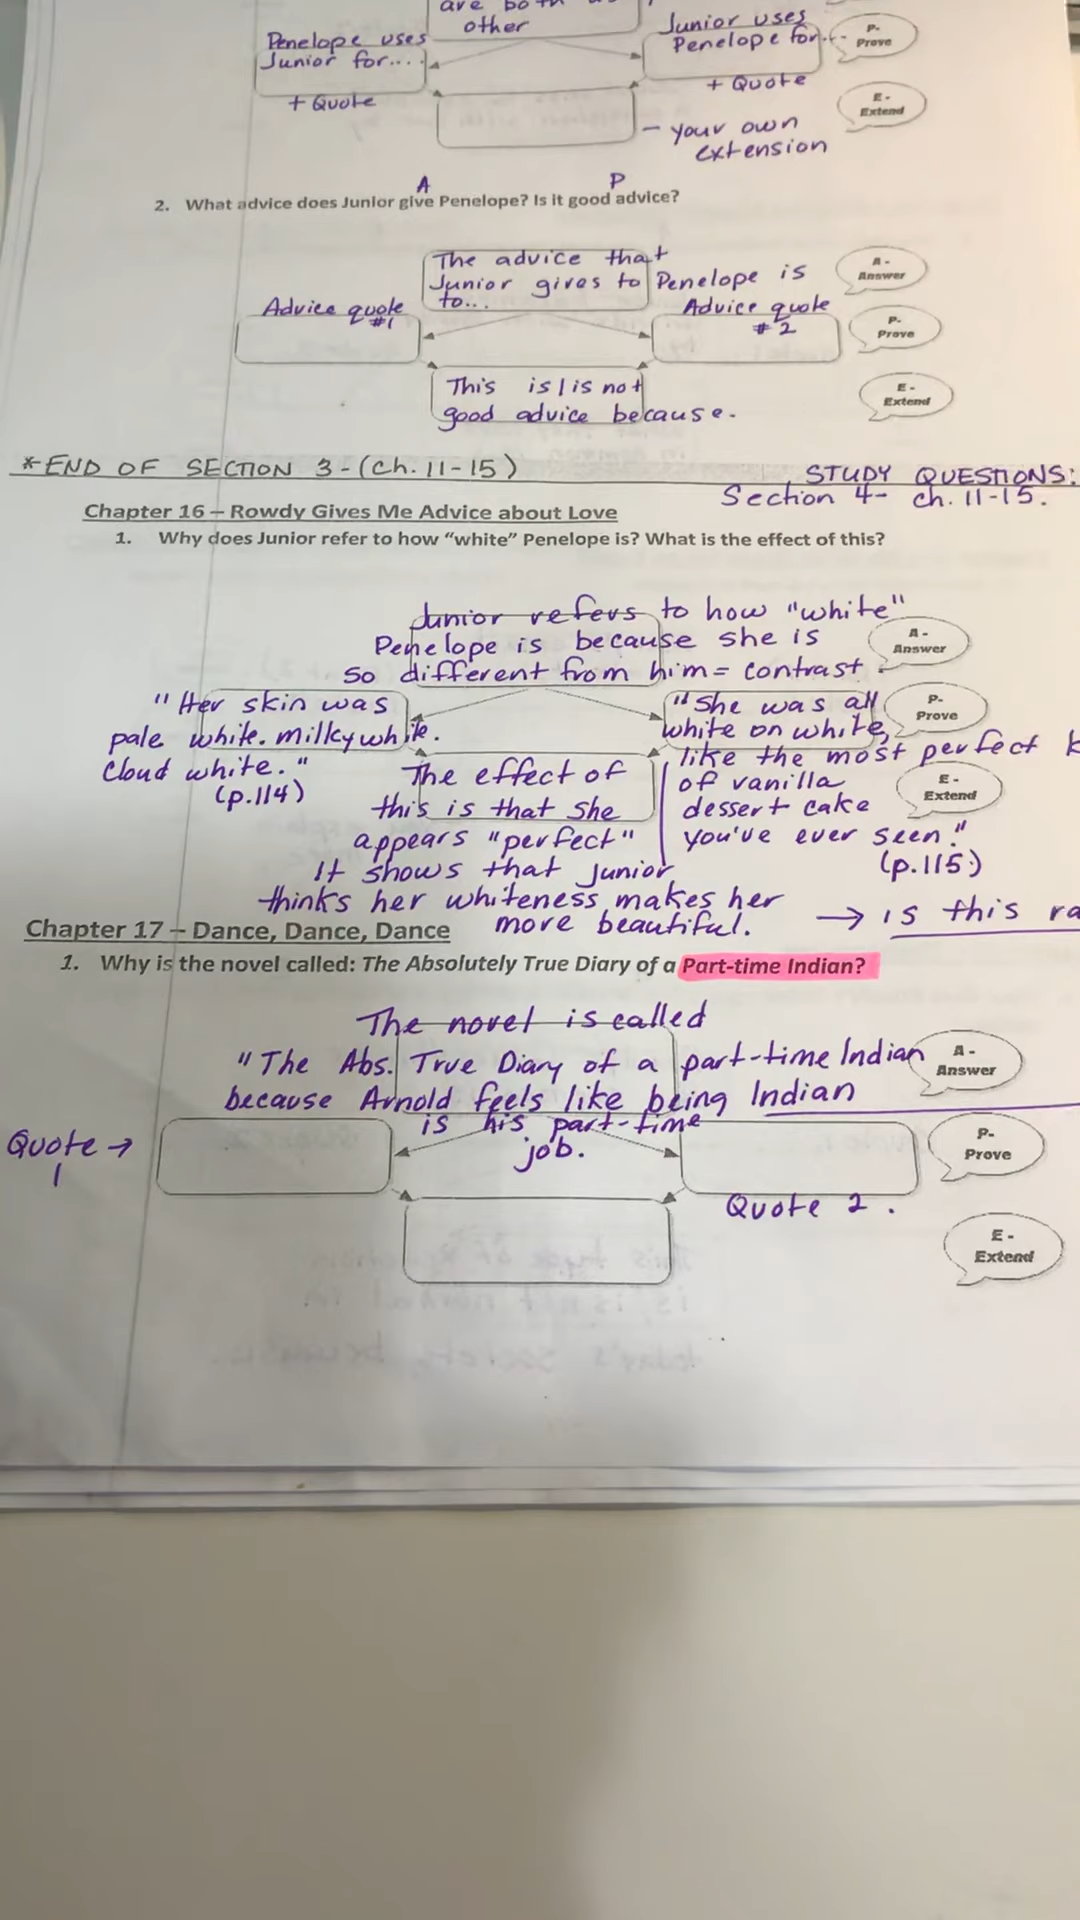 are both
other
Penelope uses
Junior for....
Junior uses
Penelope for...
P-
Prove
+ Quote
+ Quote
E-
Extend
- your own
extension
A P
2. What advice does Junior give Penelope? Is it good advice?
The advice that
Junior gives to Penelope is
to...
A-
Answer
Advice quote
#1
Advice quote
#2
P-
Prove
This is/is not
good advice because.
E-
Extend
*END OF SECTION 3-(Ch. 11-15)
STUDY QUESTIONS:
Section 4- ch. 11-15.
Chapter 16 – Rowdy Gives Me Advice about Love
1. Why does Junior refer to how "white" Penelope is? What is the effect of this?
Junior refers to how "white"
Penelope is because she is
so different from him = contrast.
A-
Answer
"Her skin was
pale white. milky white.
cloud white."
(p.114)
"She was all
white on white,
like the most perfect
of vanilla
dessert cake
you've ever seen."
(p.115)
P-
Prove
E-
Extend
The effect of
this is that she
appears "perfect"
It shows that Junior
thinks her whiteness makes her
more beautiful.
→ is this
Chapter 17 – Dance, Dance, Dance
1. Why is the novel called: The Absolutely True Diary of a Part-time Indian?
The novel is called
"The Abs. True Diary of a part-time Indian
because Arnold feels like being Indian
is his part-time
job.
A-
Answer
Quote →
1
P-
Prove
Quote 2.
E-
Extend